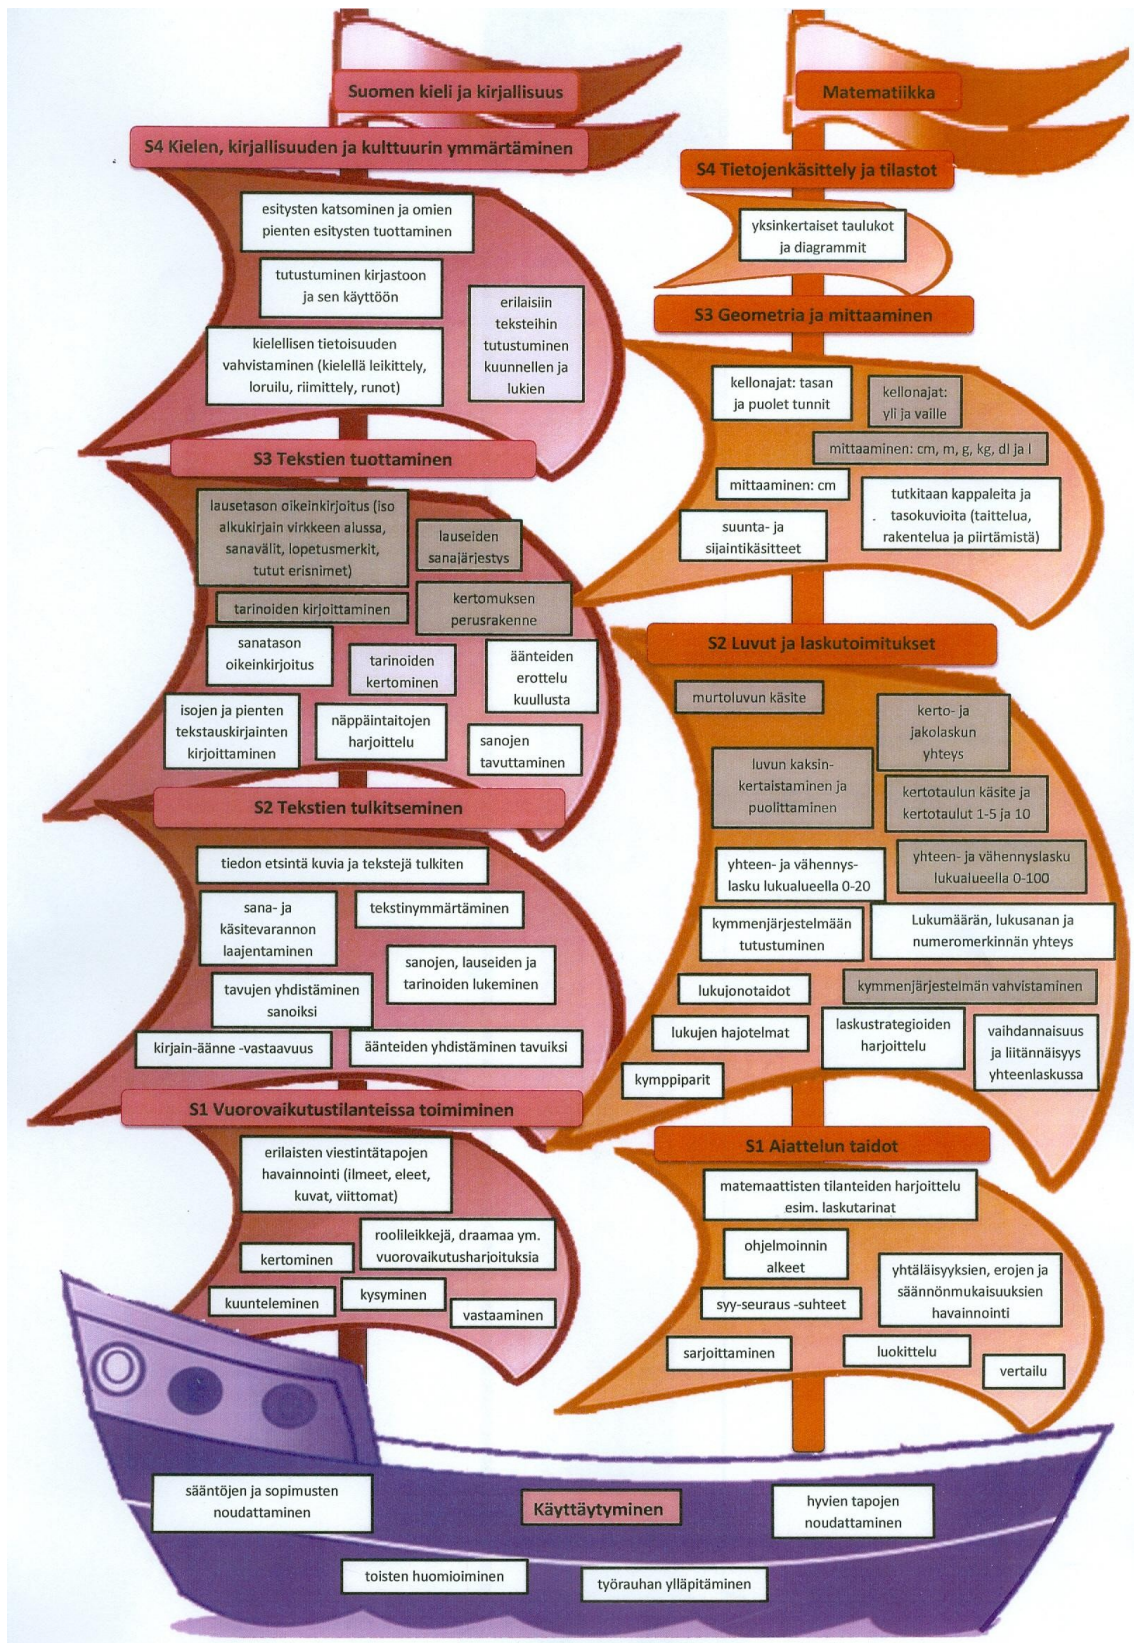 Suomen kieli ja kirjallisuus
S4 Kielen, kirjallisuuden ja kulttuurin ymmärtäminen
esitysten katsominen ja omien
pienten esitysten tuottaminen
tutustuminen kirjastoon
ja sen käyttöön
erilaisiin
teksteihin
tutustuminen
kuunnellen ja
lukien
kielellisen tietoisuuden
vahvistaminen (kielellä leikittely,
loruilu, riimittely, runot)
S3 Tekstien tuottaminen
lausetason oikeinkirjoitus (iso
alkukirjain virkkeen alussa,
sanavälit, lopetusmerkit,
tutut erisnimet)
lauseiden
sanajärjestys
tarinoiden kirjoittaminen
kertomuksen
perusrakenne
sanatason
oikeinkirjoitus
tarinoiden
kertominen
äänteiden
erottelu
kuullusta
isojen ja pienten
tekstauskirjainten
kirjoittaminen
näppäintaitojen
harjoittelu
sanojen
tavuttaminen
S2 Tekstien tulkitseminen
tiedon etsintä kuvia ja tekstejä tulkiten
sana- ja
käsitevarannon
laajentaminen
tekstinymmärtäminen
sanojen, lauseiden ja
tarinoiden lukeminen
tavujen yhdistäminen
sanoiksi
kirjain-äänne -vastaavuus
äänteiden yhdistäminen tavuiksi
S1 Vuorovaikutustilanteissa toimiminen
erilaisten viestintätapojen
havainnointi (ilmeet, eleet,
kuvat, viittomat)
roolileikkejä, draamaa ym.
vuorovaikutusharjoituksia
kertominen
kuunteleminen
kysyminen
vastaaminen
Matematiikka
S4 Tietojenkäsittely ja tilastot
yksinkertaiset taulukot
ja diagrammit
S3 Geometria ja mittaaminen
kellonajat: tasan
ja puolet tunnit
kellonajat:
yli ja vaille
mittaaminen: cm, m, g, kg, dl ja l
mittaaminen: cm
tutkitaan kappaleita ja
tasokuvioita (taittelua,
rakentelua ja piirtämistä)
suunta- ja
sijaintikäsitteet
S2 Luvut ja laskutoimitukset
murtoluvun käsite
kerto- ja
jakolaskun
yhteys
luvun kaksin-
kertaistaminen ja
puolittaminen
kertotaulun käsite ja
kertotaulut 1-5 ja 10
yhteen- ja vähennys-
lasku lukualueella 0-20
yhteen- ja vähennyslasku
lukualueella 0-100
kymmenjärjestelmään
tutustuminen
Lukumäärän, lukusanan ja
numeromerkinnän yhteys
lukujonotaidot
kymmenjärjestelmän vahvistaminen
lukujen hajotelmat
laskustrategioiden
harjoittelu
vaihdannaisuus
ja liitännäisyys
yhteenlaskussa
kymppiparit
S1 Ajattelun taidot
matemaattisten tilanteiden harjoittelu
esim. laskutarinat
ohjelmoinnin
alkeet
yhtäläisyyksien, erojen ja
säännönmukaisuuksien
havainnointi
syy-seuraus -suhteet
sarjoittaminen
luokittelu
vertailu
sääntöjen ja sopimusten
noudattaminen
Käyttäytyminen
hyvien tapojen
noudattaminen
toisten huomioiminen
työrauhan ylläpitäminen